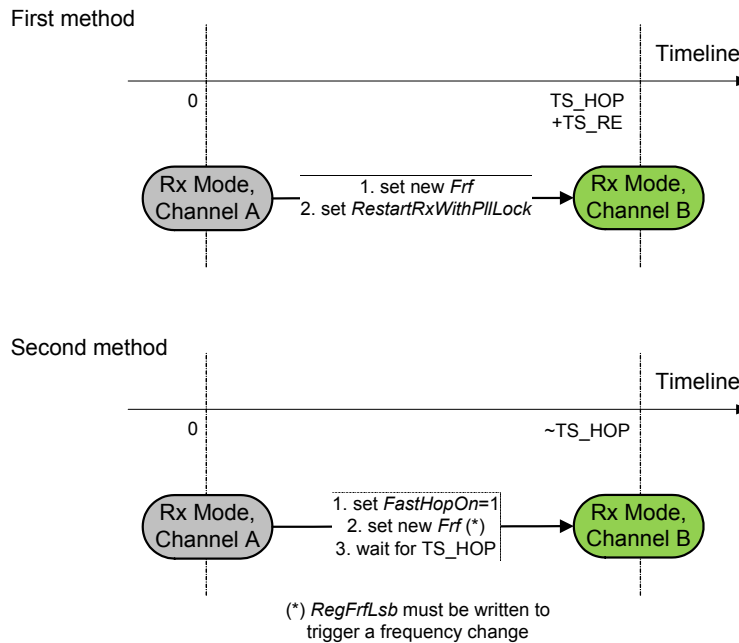 First method
Timeline
0
TS_HOP
+TS_RE
Rx Mode,
Channel A
1. set new Frf
2. set RestartRxWithPllLock
Rx Mode,
Channel B
Second method
Timeline
0
~TS_HOP
Rx Mode,
Channel A
1. set FastHopOn=1
2. set new Frf (*)
3. wait for TS_HOP
Rx Mode,
Channel B
(*) RegFrfLsb must be written to
trigger a frequency change